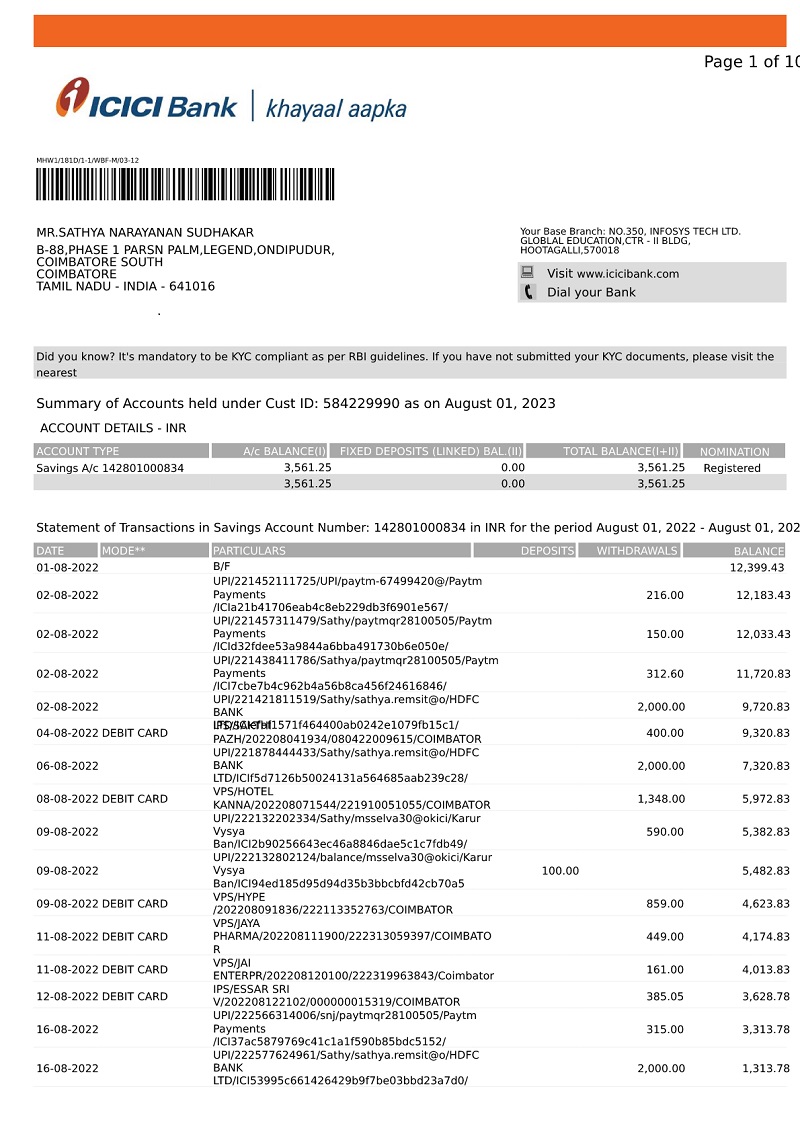 Page 1 of 10
i ICICI Bank | khayaal aapka
MHW1/181D/1-1/WBF-M/03-12
MR.SATHYA NARAYANAN SUDHAKAR
B-88,PHASE 1 PARSN PALM,LEGEND,ONDIPUDUR,
COIMBATORE SOUTH
COIMBATORE
TAMIL NADU - INDIA - 641016
.
Your Base Branch: NO.350, INFOSYS TECH LTD.
GLOBLAL EDUCATION,CTR - II BLDG,
HOOTAGALLI,570018
Visit www.icicibank.com
Dial your Bank
Did you know? It's mandatory to be KYC compliant as per RBI guidelines. If you have not submitted your KYC documents, please visit the
nearest
Summary of Accounts held under Cust ID: 584229990 as on August 01, 2023
ACCOUNT DETAILS - INR
ACCOUNT TYPE A/c BALANCE(I) FIXED DEPOSITS (LINKED) BAL.(II) TOTAL BALANCE(I+II) NOMINATION
Savings A/c 142801000834 3,561.25 0.00 3,561.25 Registered
3,561.25 0.00 3,561.25
Statement of Transactions in Savings Account Number: 142801000834 in INR for the period August 01, 2022 - August 01, 202
DATE MODE** PARTICULARS DEPOSITS WITHDRAWALS BALANCE
01-08-2022 B/F 12,399.43
UPI/221452111725/UPI/paytm-67499420@/Paytm
02-08-2022 Payments 216.00 12,183.43
/ICIa21b41706eab4c8eb229db3f6901e567/
UPI/221457311479/Sathy/paytmqr28100505/Paytm
02-08-2022 Payments 150.00 12,033.43
/ICId32fdee53a9844a6bba491730b6e050e/
UPI/221438411786/Sathya/paytmqr28100505/Paytm
02-08-2022 Payments 312.60 11,720.83
/ICI7cbe7b4c962b4a56b8ca456f24616846/
UPI/221421811519/Sathy/sathya.remsit@o/HDFC
02-08-2022 BANK 2,000.00 9,720.83
04-08-2022 DEBIT CARD PAZH/202208041934/080422009615/COIMBATOR 400.00 9,320.83
UPI/221878444433/Sathy/sathya.remsit@o/HDFC
06-08-2022 BANK 2,000.00 7,320.83
LTD/ICIf5d7126b50024131a564685aab239c28/
VPS/HOTEL
08-08-2022 DEBIT CARD KANNA/202208071544/221910051055/COIMBATOR 1,348.00 5,972.83
UPI/222132202334/Sathy/msselva30@okici/Karur
09-08-2022 Vysya 590.00 5,382.83
Ban/ICI2b90256643ec46a8846dae5c1c7fdb49/
UPI/222132802124/balance/msselva30@okici/Karur
09-08-2022 Vysya 100.00 5,482.83
Ban/ICI94ed185d95d94d35b3bbcbfd42cb70a5
VPS/HYPE
09-08-2022 DEBIT CARD /202208091836/222113352763/COIMBATOR 859.00 4,623.83
VPS/JAYA
11-08-2022 DEBIT CARD PHARMA/202208111900/222313059397/COIMBATO 449.00 4,174.83
R
VPS/JAI
11-08-2022 DEBIT CARD ENTERPR/202208120100/222319963843/Coimbator 161.00 4,013.83
IPS/ESSAR SRI
12-08-2022 DEBIT CARD V/202208122102/000000015319/COIMBATOR 385.05 3,628.78
UPI/222566314006/snj/paytmqr28100505/Paytm
16-08-2022 Payments 315.00 3,313.78
/ICI37ac5879769c41c1a1f590b85bdc5152/
UPI/222577624961/Sathy/sathya.remsit@o/HDFC
16-08-2022 BANK 2,000.00 1,313.78
LTD/ICI53995c661426429b9f7be03bbd23a7d0/